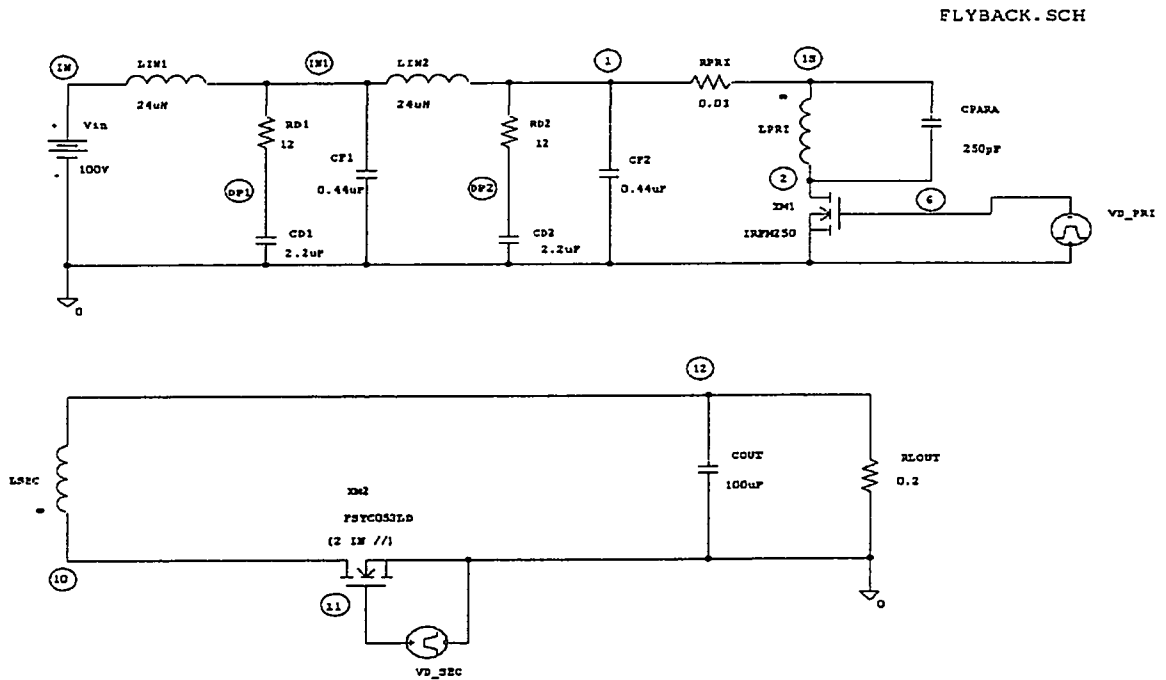 FLYBACK.SCH
IN
LIN1
24uH
IN1
LIN2
24uH
1
RPRI
0.03
15
Vin
100V
RD1
12
DP1
CD1
2.2uF
CF1
0.44uF
RD2
12
DP2
CD2
2.2uF
CF2
0.44uF
LPRI
CPARA
250pF
2
XM1
IRFM250
6
VD_PRI
0
12
LSEC
10
XM2
FSYC053LD
(2 IN //)
11
VD_SEC
COUT
100uF
RLOUT
0.2
0